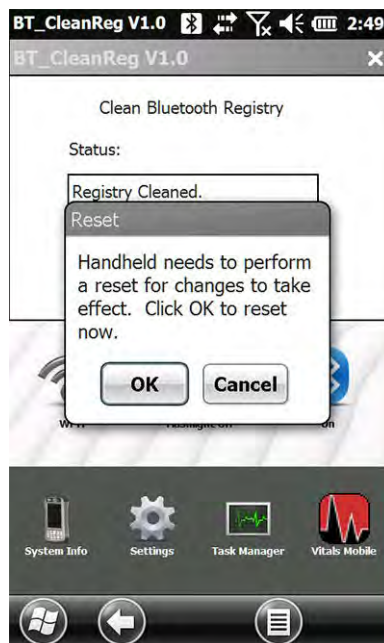 BT_CleanReg V1.0 2:49
BT_CleanReg V1.0
Clean Bluetooth Registry
Status:
Registry Cleaned.
Reset
Handheld needs to perform
a reset for changes to take
effect. Click OK to reset
now.
OK Cancel
On
System Info Settings Task Manager Vitals Mobile